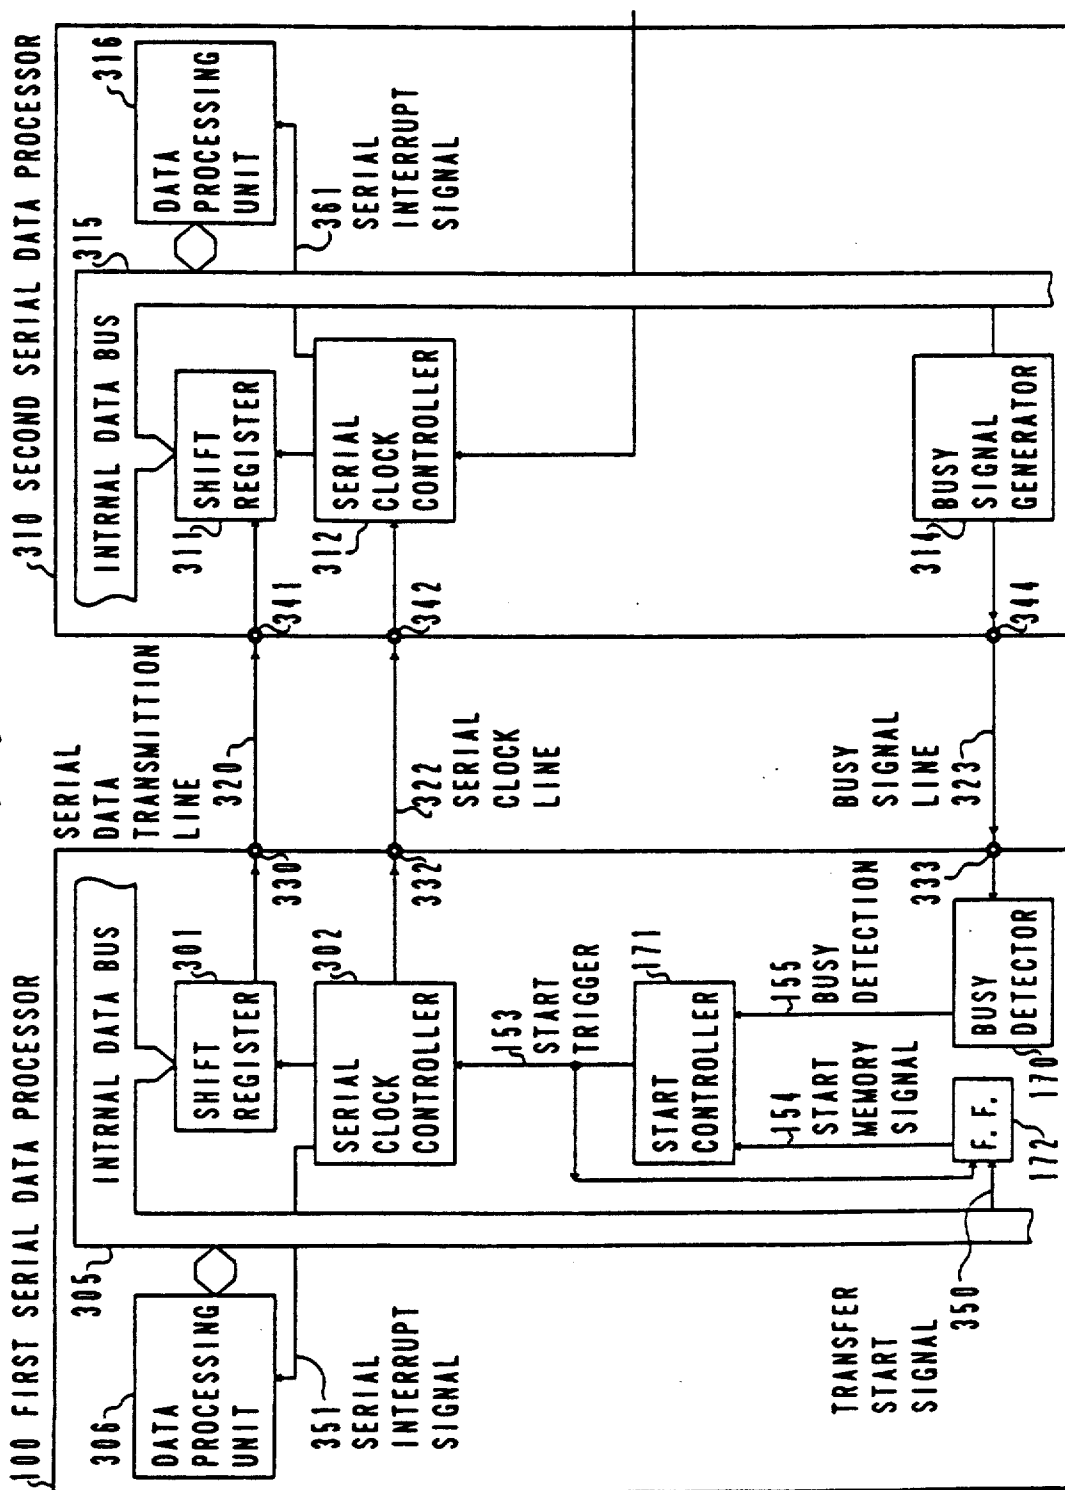 100 FIRST SERIAL DATA PROCESSOR
310 SECOND SERIAL DATA PROCESSOR
306
DATA
PROCESSING
UNIT
305
INTRNAL DATA BUS
SHIFT
REGISTER
301
SERIAL
CLOCK
CONTROLLER
302
351
SERIAL
INTERRUPT
SIGNAL
153
START
TRIGGER
START
CONTROLLER
171
154
START
MEMORY
SIGNAL
155
BUSY
DETECTION
F. F.
172
BUSY
DETECTOR
170
TRANSFER
START
SIGNAL
350
330
332
333
SERIAL
DATA
TRANSMITTION
LINE
320
322
SERIAL
CLOCK
LINE
BUSY
SIGNAL
LINE
323
341
342
344
INTRNAL DATA BUS
315
311
SHIFT
REGISTER
312
SERIAL
CLOCK
CONTROLLER
316
DATA
PROCESSING
UNIT
361
SERIAL
INTERRUPT
SIGNAL
314
BUSY
SIGNAL
GENERATOR